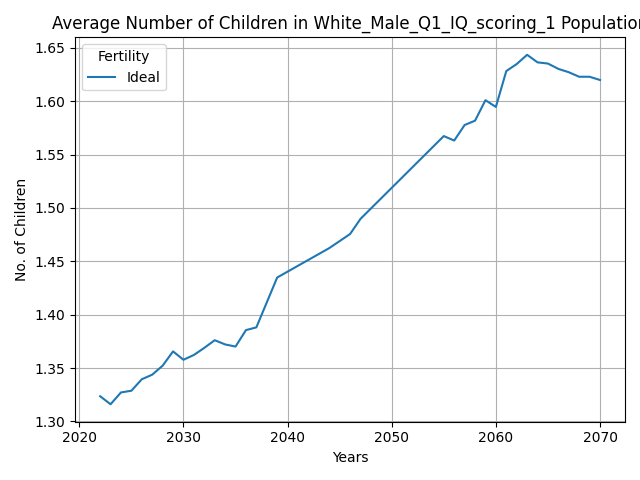 Average Number of Children in White_Male_Q1_IQ_scoring_1 Population
Fertility
Ideal
1.65
1.60
1.55
1.50
1.45
1.40
1.35
1.30
No. of Children
2020 2030 2040 2050 2060 2070
Years